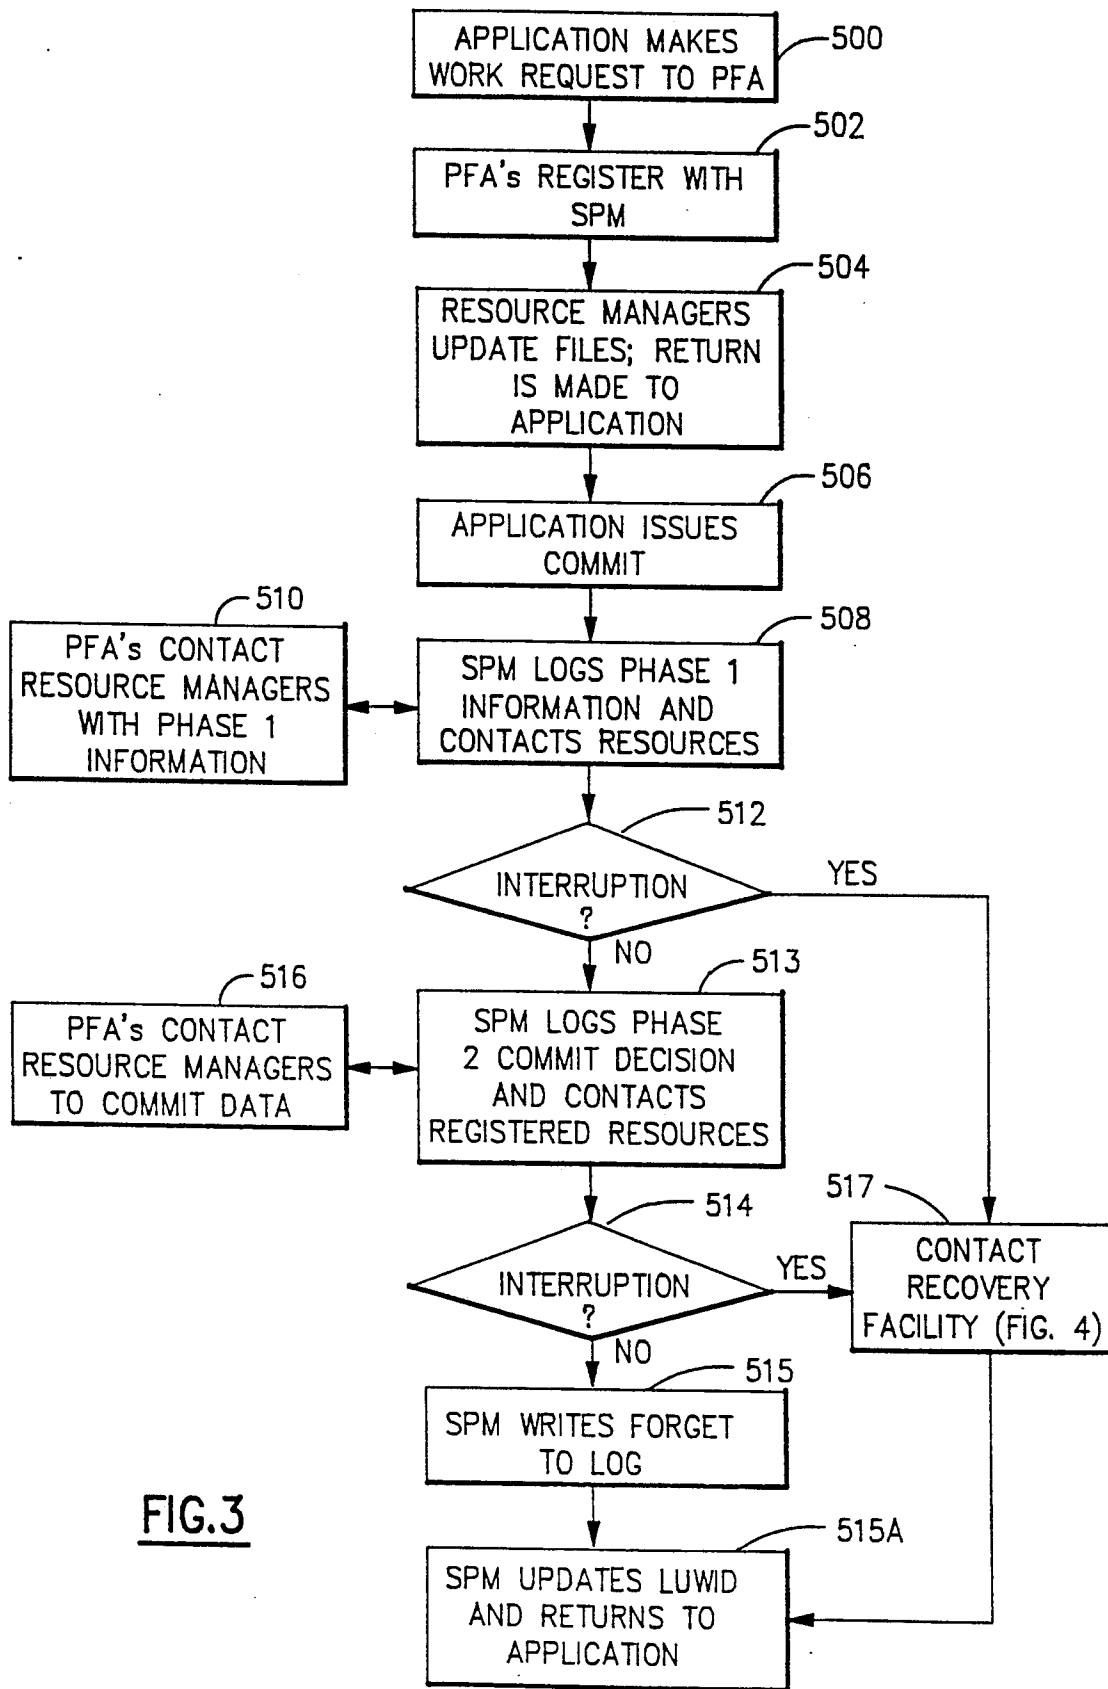 APPLICATION MAKES
WORK REQUEST TO PFA
500
502
PFA's REGISTER WITH
SPM
504
RESOURCE MANAGERS
UPDATE FILES; RETURN
IS MADE TO
APPLICATION
506
APPLICATION ISSUES
COMMIT
510
PFA's CONTACT
RESOURCE MANAGERS
WITH PHASE 1
INFORMATION
508
SPM LOGS PHASE 1
INFORMATION AND
CONTACTS RESOURCES
512
INTERRUPTION
?
YES
NO
516
PFA's CONTACT
RESOURCE MANAGERS
TO COMMIT DATA
513
SPM LOGS PHASE
2 COMMIT DECISION
AND CONTACTS
REGISTERED RESOURCES
514
INTERRUPTION
?
YES
NO
517
CONTACT
RECOVERY
FACILITY (FIG. 4)
515
SPM WRITES FORGET
TO LOG
515A
SPM UPDATES LUWID
AND RETURNS TO
APPLICATION
FIG.3